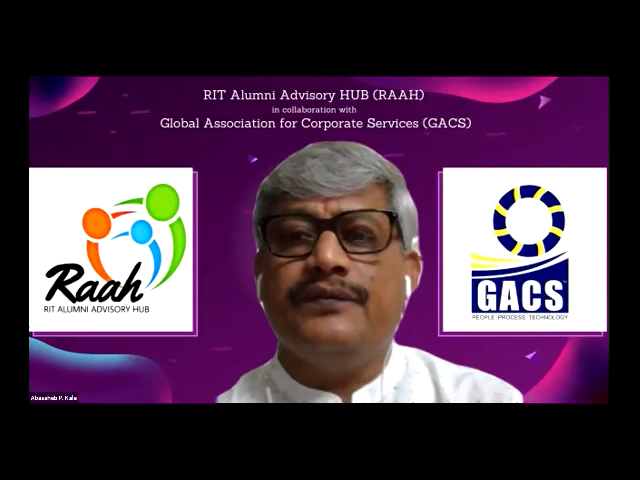 RIT Alumni Advisory HUB (RAAH)
in collaboration with
Global Association for Corporate Services (GACS)
Raah
RIT ALUMNI ADVISORY HUB
GACS
PEOPLE PROCESS TECHNOLOGY
Abasaheb P. Kale